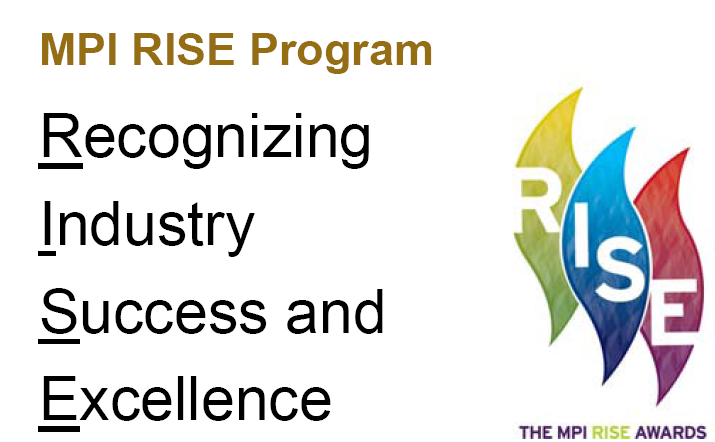 MPI RISE Program
Recognizing
Industry
Success and
Excellence
RISE
THE MPI RISE AWARDS